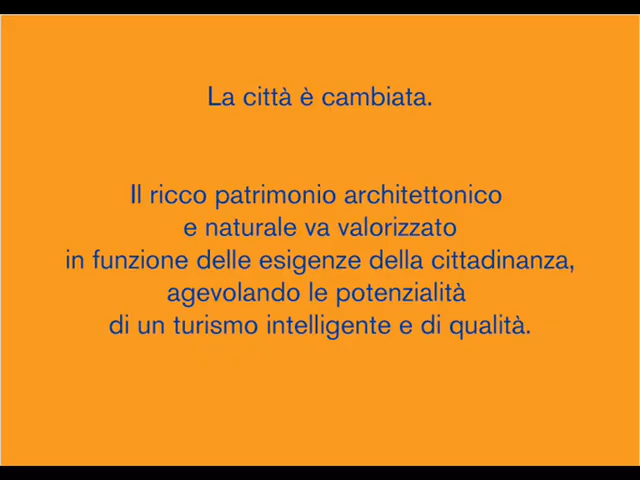 La città è cambiata.
Il ricco patrimonio architettonico
e naturale va valorizzato
in funzione delle esigenze della cittadinanza,
agevolando le potenzialità
di un turismo intelligente e di qualità.